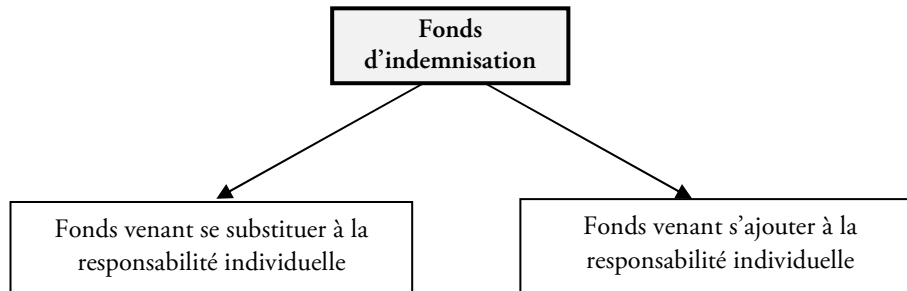 Fonds
d’indemnisation
Fonds venant se substituer à la
responsabilité individuelle
Fonds venant s’ajouter à la
responsabilité individuelle